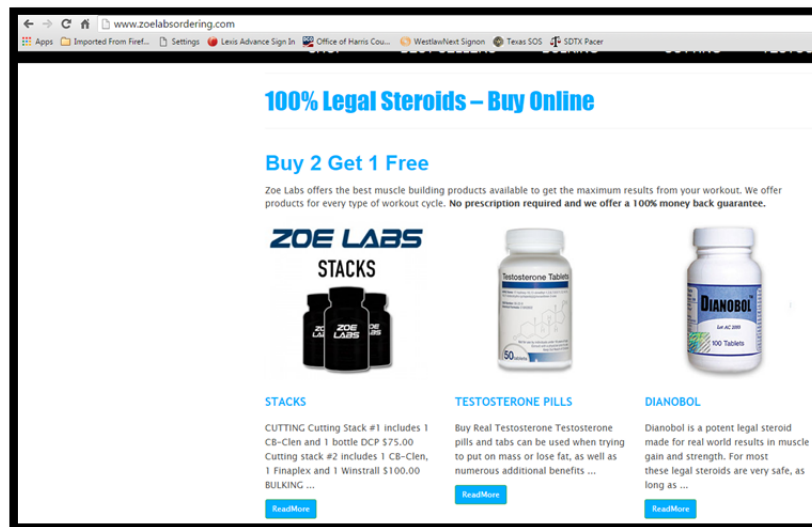 www.zoelabsordering.com
Apps Imported From Firef... Settings Lexis Advance Sign In Office of Harris Cou... WestlawNext Signon Texas SOS SDTX Pacer
100% Legal Steroids – Buy Online
Buy 2 Get 1 Free
Zoe Labs offers the best muscle building products available to get the maximum results from your workout. We offer
products for every type of workout cycle. No prescription required and we offer a 100% money back guarantee.
ZOE LABS
STACKS
ZOE
LABS
Testosterone Tablets
50 tablets
DIANOBOL
Lot AC 2050
100 Tablets
STACKS
CUTTING Cutting Stack #1 includes 1
CB-Clen and 1 bottle DCP $75.00
Cutting stack #2 includes 1 CB-Clen,
1 Finaplex and 1 Winstrall $100.00
BULKING ...
ReadMore
TESTOSTERONE PILLS
Buy Real Testosterone Testosterone
pills and tabs can be used when trying
to put on mass or lose fat, as well as
numerous additional benefits ...
ReadMore
DIANOBOL
Dianobol is a potent legal steroid
made for real world results in muscle
gain and strength. For most
these legal steroids are very safe, as
long as ...
ReadMore